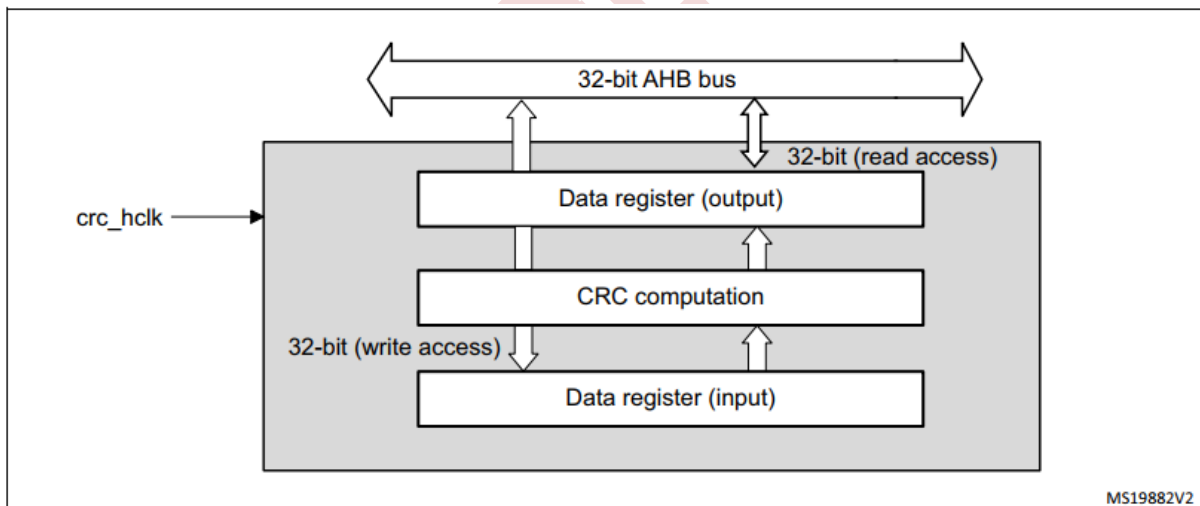 32-bit AHB bus
32-bit (read access)
Data register (output)
crc_hclk
CRC computation
32-bit (write access)
Data register (input)
MS19882V2